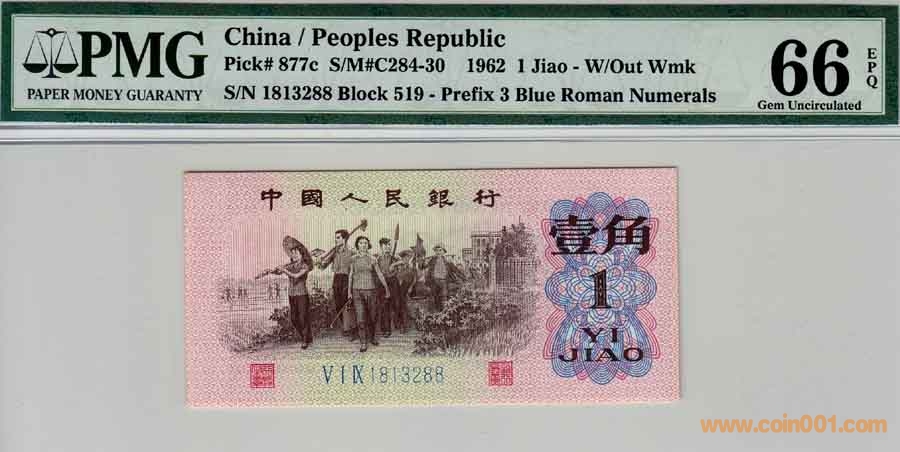 PMG
PAPER MONEY GUARANTY
China / Peoples Republic
Pick# 877c S/M#C284-30 1962 1 Jiao - W/Out Wmk
S/N 1813288 Block 519 - Prefix 3 Blue Roman Numerals
66 EPQ
Gem Uncirculated
中國人民銀行
壹角
1
YI
JIAO
V I IX 1813288
www.coin001.com